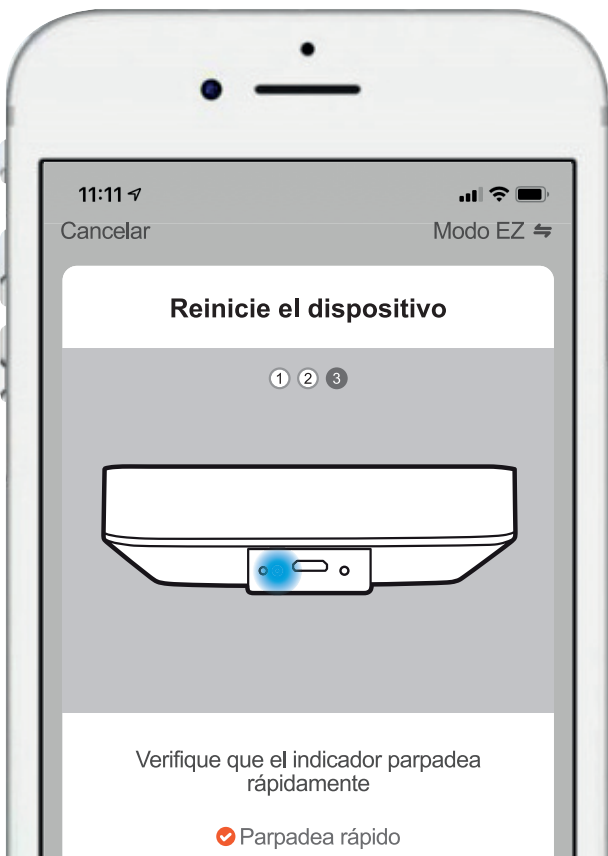 11:11
Cancelar
Modo EZ
Reinicie el dispositivo
1 2 3
Verifique que el indicador parpadea
rápidamente
Parpadea rápido